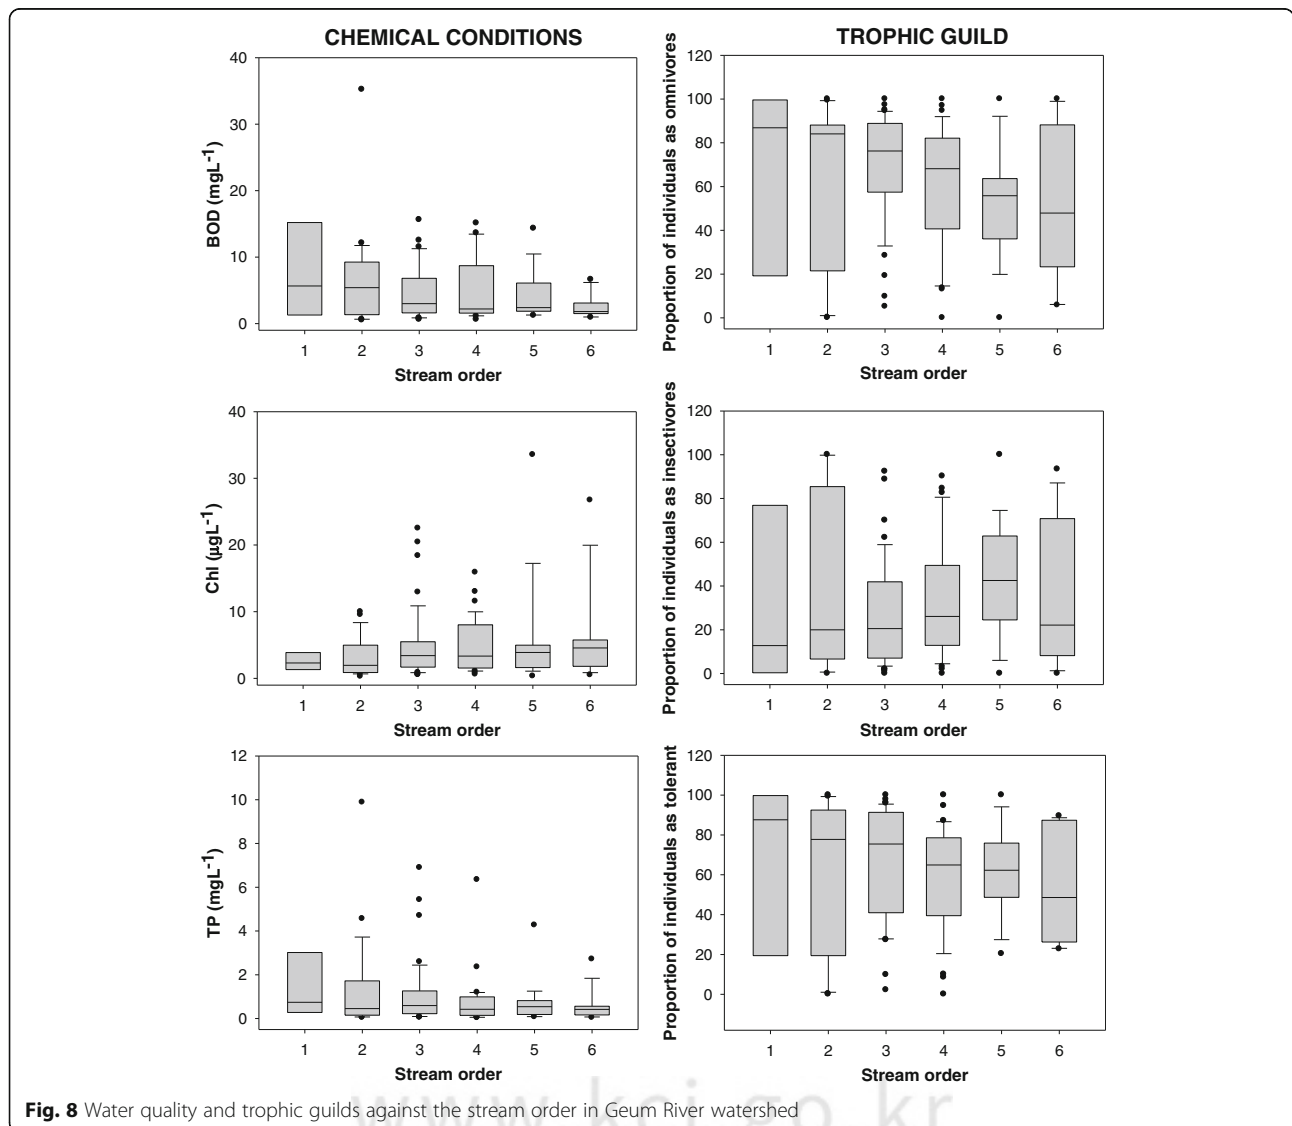 CHEMICAL CONDITIONS
40
30
20
10
0
BOD (mgL-1)
1 2 3 4 5 6
Stream order
TROPHIC GUILD
120
100
80
60
40
20
0
Proportion of individuals as omnivores
1 2 3 4 5 6
Stream order
40
30
20
10
0
Chl (µgL-1)
1 2 3 4 5 6
Stream order
120
100
80
60
40
20
0
Proportion of individuals as insectivores
1 2 3 4 5 6
Stream order
12
10
8
6
4
2
0
TP (mgL-1)
1 2 3 4 5 6
Stream order
120
100
80
60
40
20
0
Proportion of individuals as tolerant
1 2 3 4 5 6
Stream order
Fig. 8 Water quality and trophic guilds against the stream order in Geum River watershed
www.kci.go.kr